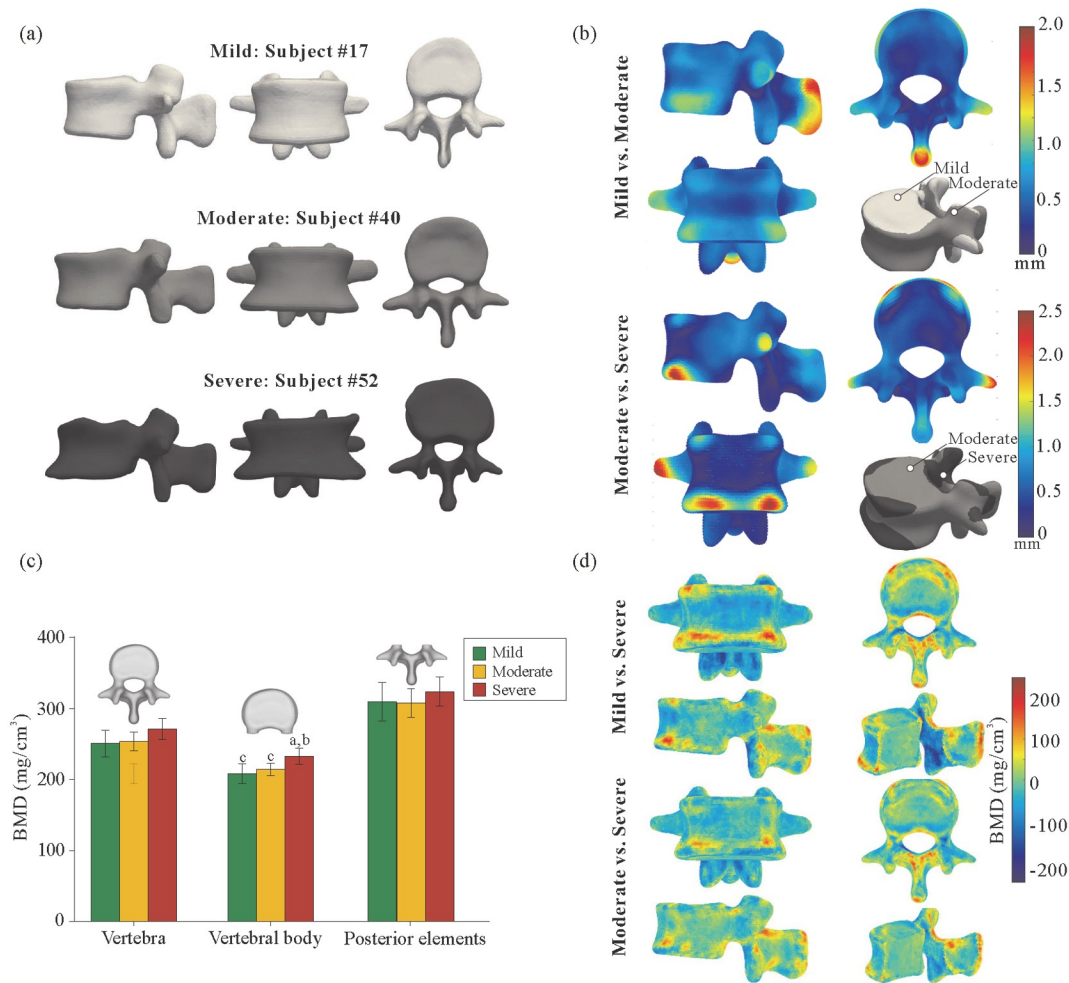 (a)
Mild: Subject #17
Moderate: Subject #40
Severe: Subject #52
(b)
Mild vs. Moderate
Mild
Moderate
2.0
1.5
1.0
0.5
0
mm
Moderate vs. Severe
Moderate
Severe
2.5
2.0
1.5
1.0
0.5
0
mm
(c)
BMD (mg/cm³)
400
300
200
100
0
Mild
Moderate
Severe
c
c
a,b
Vertebra
Vertebral body
Posterior elements
(d)
Mild vs. Severe
Moderate vs. Severe
BMD (mg/cm³)
200
100
0
-100
-200